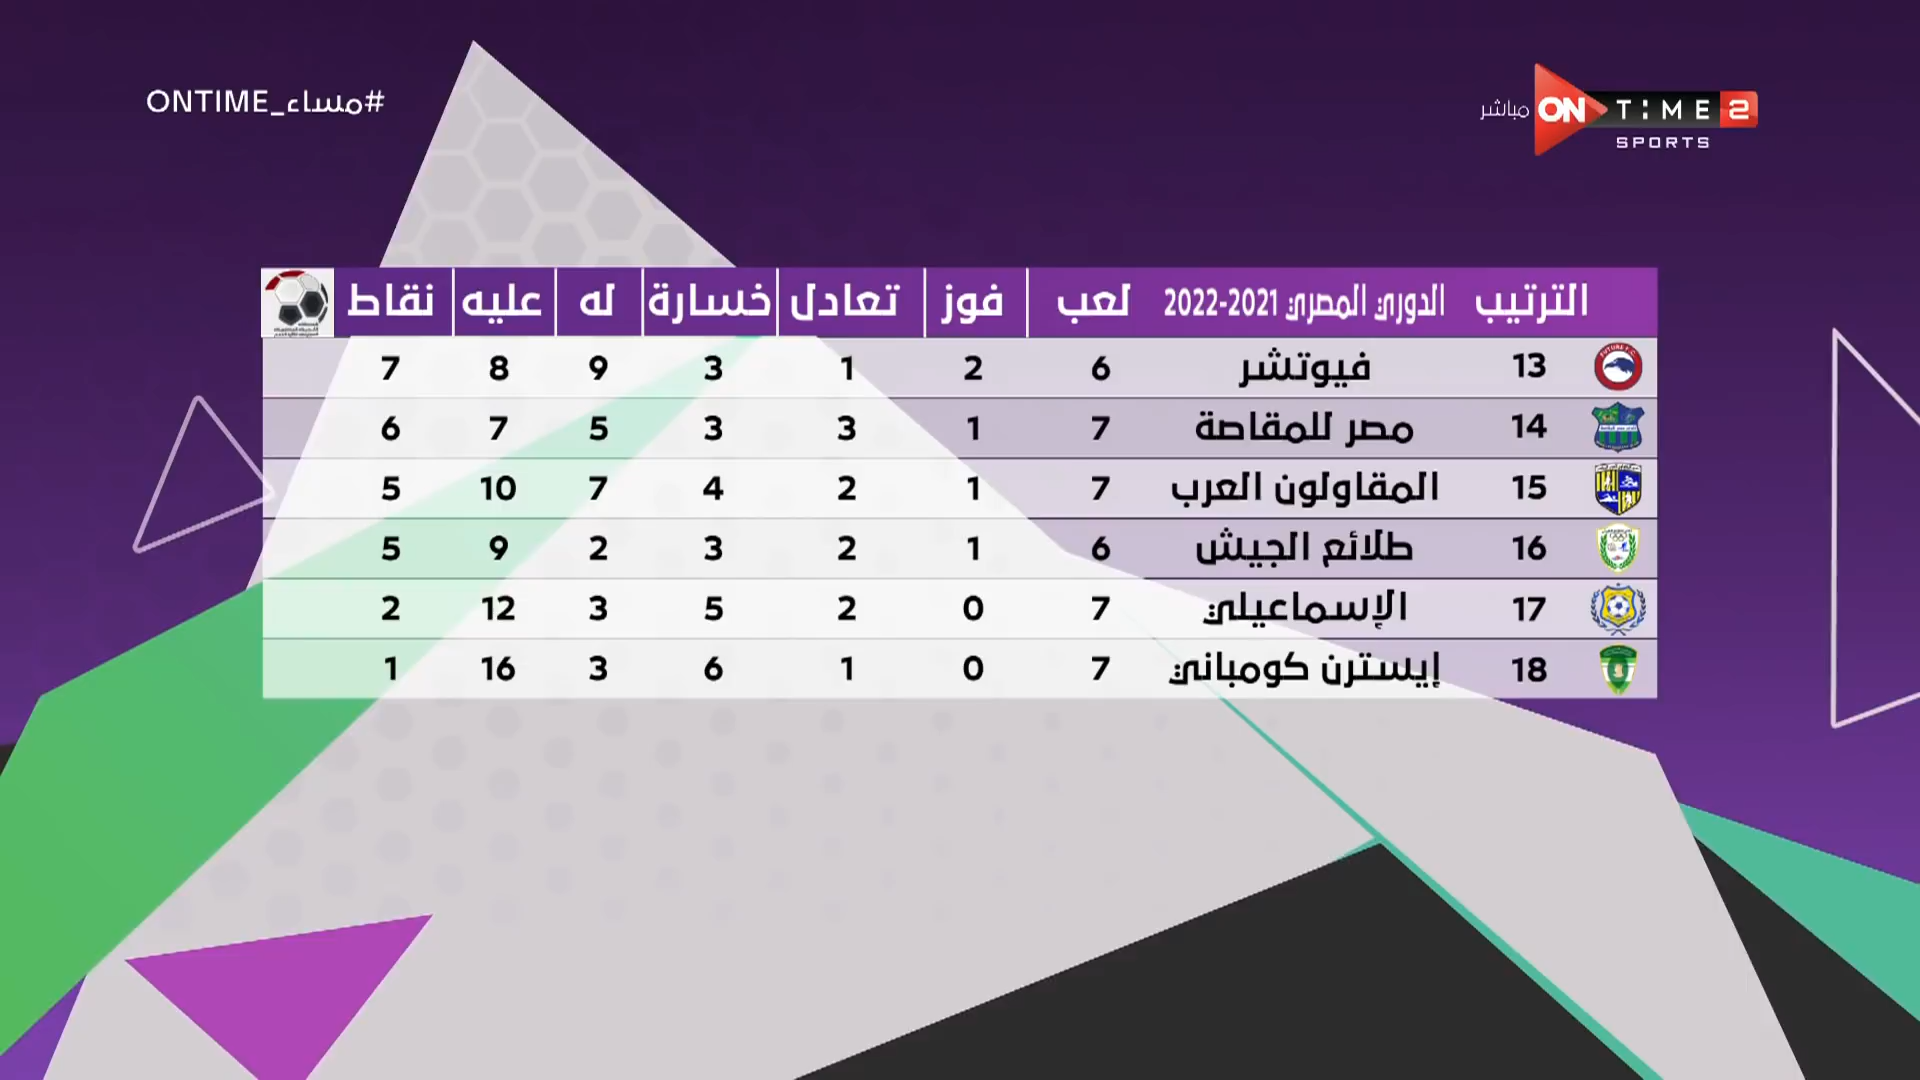 #مساء_ONTIME
مباشر ON TIME 2
SPORTS
الترتيب الدوري المصري 2021-2022 لعب فوز تعادل خسارة له عليه نقاط
13 فيوتشر 6 2 1 3 9 8 7
14 مصر للمقاصة 7 1 3 3 5 7 6
15 المقاولون العرب 7 1 2 4 7 10 5
16 طلائع الجيش 6 1 2 3 2 9 5
17 الإسماعيلي 7 0 2 5 3 12 2
18 إيسترن كومباني 7 0 1 6 3 16 1